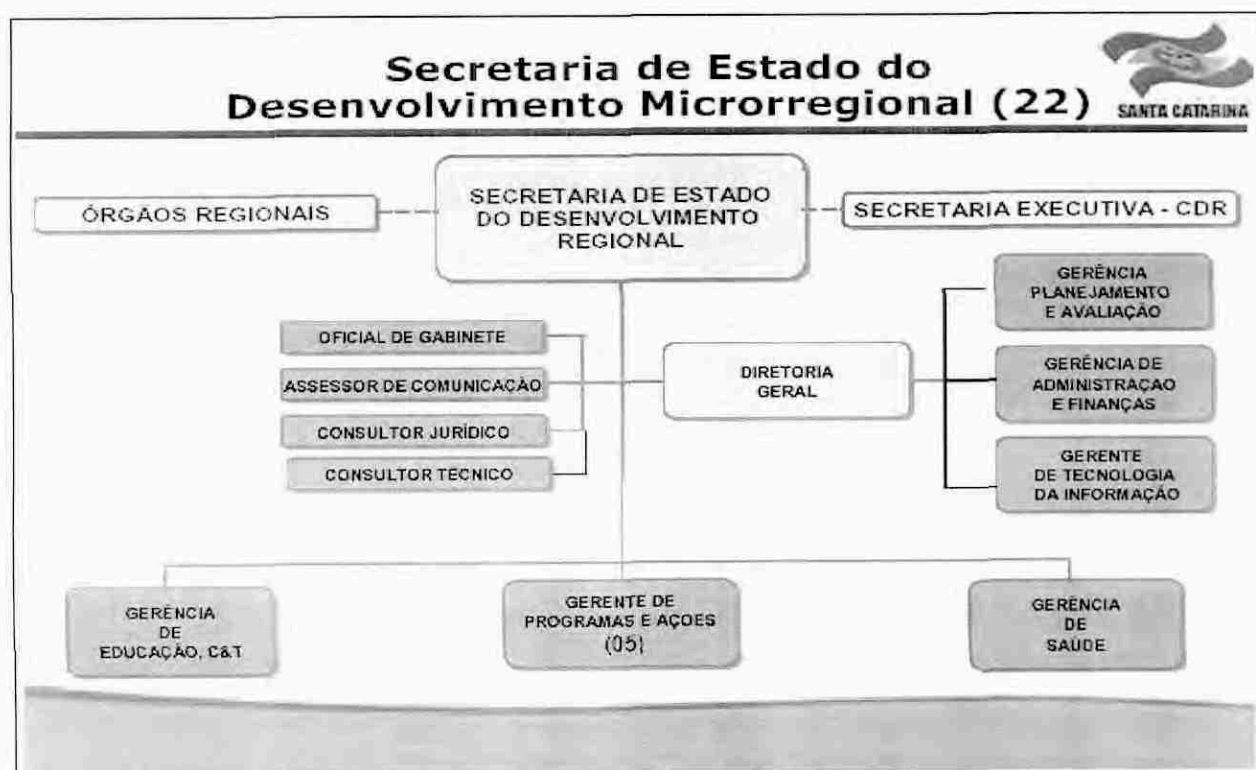 Secretaria de Estado do
Desenvolvimento Microrregional (22)
SANTA CATARINA
ÓRGÃOS REGIONAIS
SECRETARIA DE ESTADO
DO DESENVOLVIMENTO
REGIONAL
SECRETARIA EXECUTIVA - CDR
OFICIAL DE GABINETE
ASSESSOR DE COMUNICAÇÃO
CONSULTOR JURÍDICO
CONSULTOR TECNICO
DIRETORIA
GERAL
GERÊNCIA
PLANEJAMENTO
E AVALIAÇÃO
GERÊNCIA DE
ADMINISTRAÇAO
E FINANÇAS
GERENTE
DE TECNOLOGIA
DA INFORMAÇÃO
GERÊNCIA
DE
EDUCAÇÃO, C&T
GERENTE DE
PROGRAMAS E AÇOES
(05)
GERÊNCIA
DE
SAÚDE